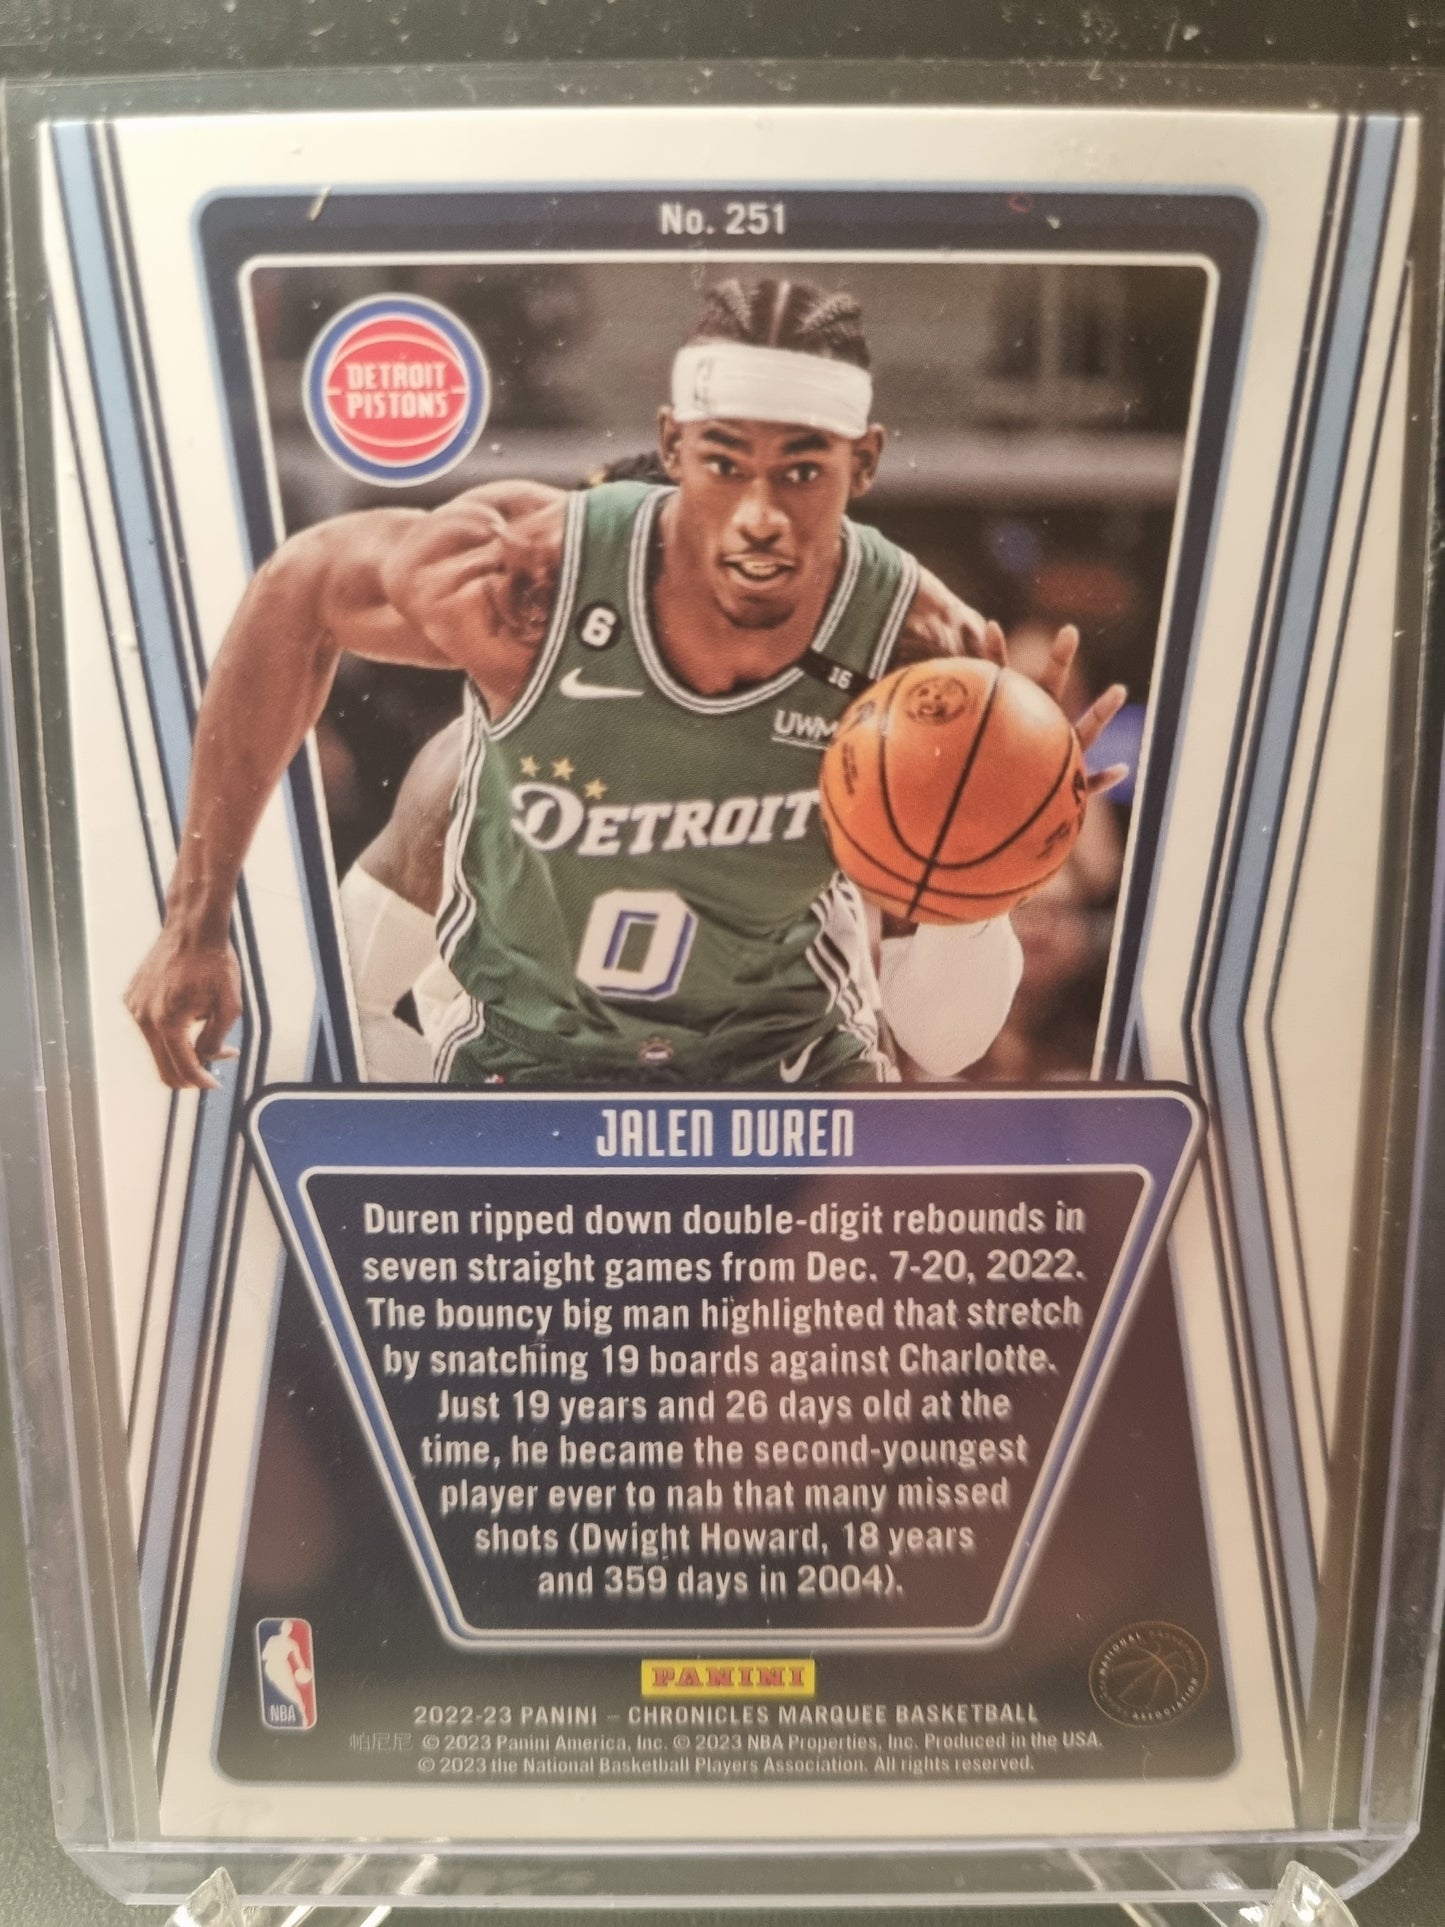 No. 251
DETROIT
PISTONS
6
16
UWM
DETROIT
0
JALEN DUREN
Duren ripped down double-digit rebounds in
seven straight games from Dec. 7-20, 2022.
The bouncy big man highlighted that stretch
by snatching 19 boards against Charlotte.
Just 19 years and 26 days old at the
time, he became the second-youngest
player ever to nab that many missed
shots (Dwight Howard, 18 years
and 359 days in 2004).
NBA
PANINI
2022-23 PANINI – CHRONICLES MARQUEE BASKETBALL
帕尼尼 © 2023 Panini America, Inc. © 2023 NBA Properties, Inc. Produced in the USA.
© 2023 the National Basketball Players Association. All rights reserved.
NATIONAL BASKETBALL
ASSOCIATION